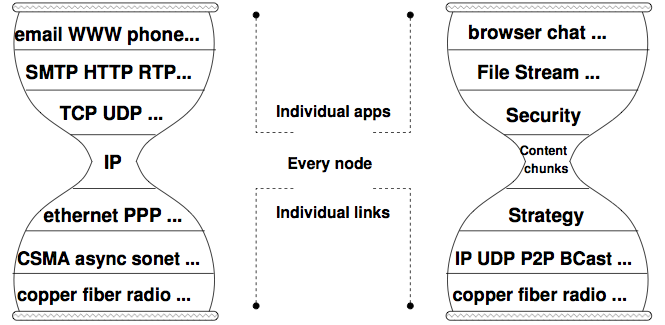 email WWW phone...
SMTP HTTP RTP...
TCP UDP ...
IP
ethernet PPP ...
CSMA async sonet ...
copper fiber radio ...
Individual apps
Every node
Individual links
browser chat ...
File Stream ...
Security
Content
chunks
Strategy
IP UDP P2P BCast ...
copper fiber radio ...